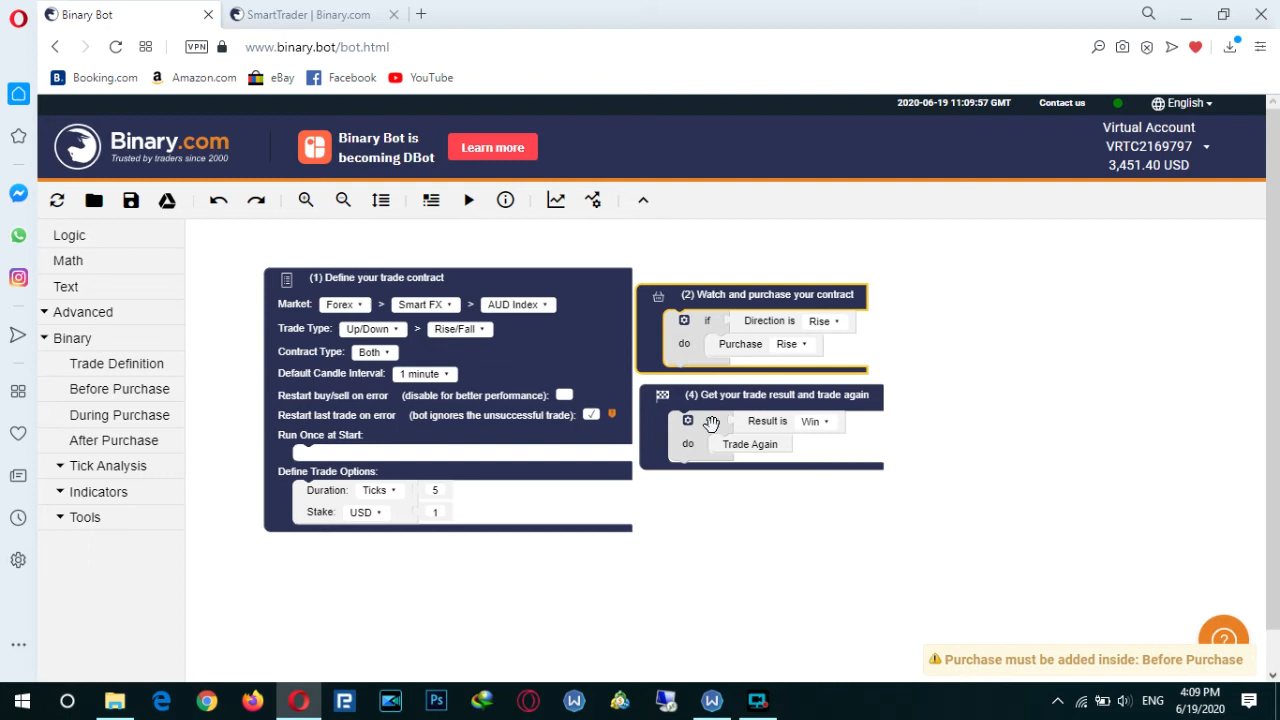 Binary Bot
SmartTrader | Binary.com
VPN
www.binary.bot/bot.html
B. Booking.com
a Amazon.com
eBay
Facebook
YouTube
2020-06-19 11:09:57 GMT
Contact us
English
Binary.com
Trusted by traders since 2000
Binary Bot is
becoming DBot
Learn more
Virtual Account
VRTC2169797
3,451.40 USD
Logic
Math
Text
Advanced
Binary
Trade Definition
Before Purchase
During Purchase
After Purchase
Tick Analysis
Indicators
Tools
(1) Define your trade contract
Market: Forex > Smart FX > AUD Index
Trade Type: Up/Down > Rise/Fall
Contract Type: Both
Default Candle Interval: 1 minute
Restart buy/sell on error (disable for better performance):
Restart last trade on error (bot ignores the unsuccessful trade): ✓
Run Once at Start:
Define Trade Options:
Duration: Ticks 5
Stake: USD 1
(2) Watch and purchase your contract
if Direction is Rise
do Purchase Rise
(4) Get your trade result and trade again
Result is Win
do Trade Again
Purchase must be added inside: Before Purchase
Ps
ENG
4:09 PM
6/19/2020